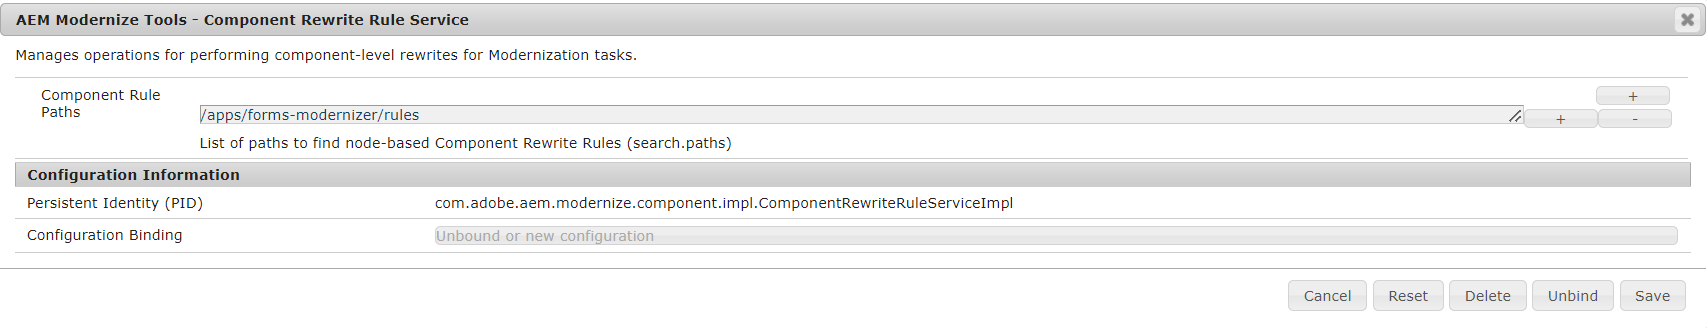 AEM Modernize Tools - Component Rewrite Rule Service
Manages operations for performing component-level rewrites for Modernization tasks.
Component Rule
Paths
+
/apps/forms-modernizer/rules
+
-
List of paths to find node-based Component Rewrite Rules (search.paths)
Configuration Information
Persistent Identity (PID) com.adobe.aem.modernize.component.impl.ComponentRewriteRuleServiceImpl
Configuration Binding Unbound or new configuration
Cancel Reset Delete Unbind Save